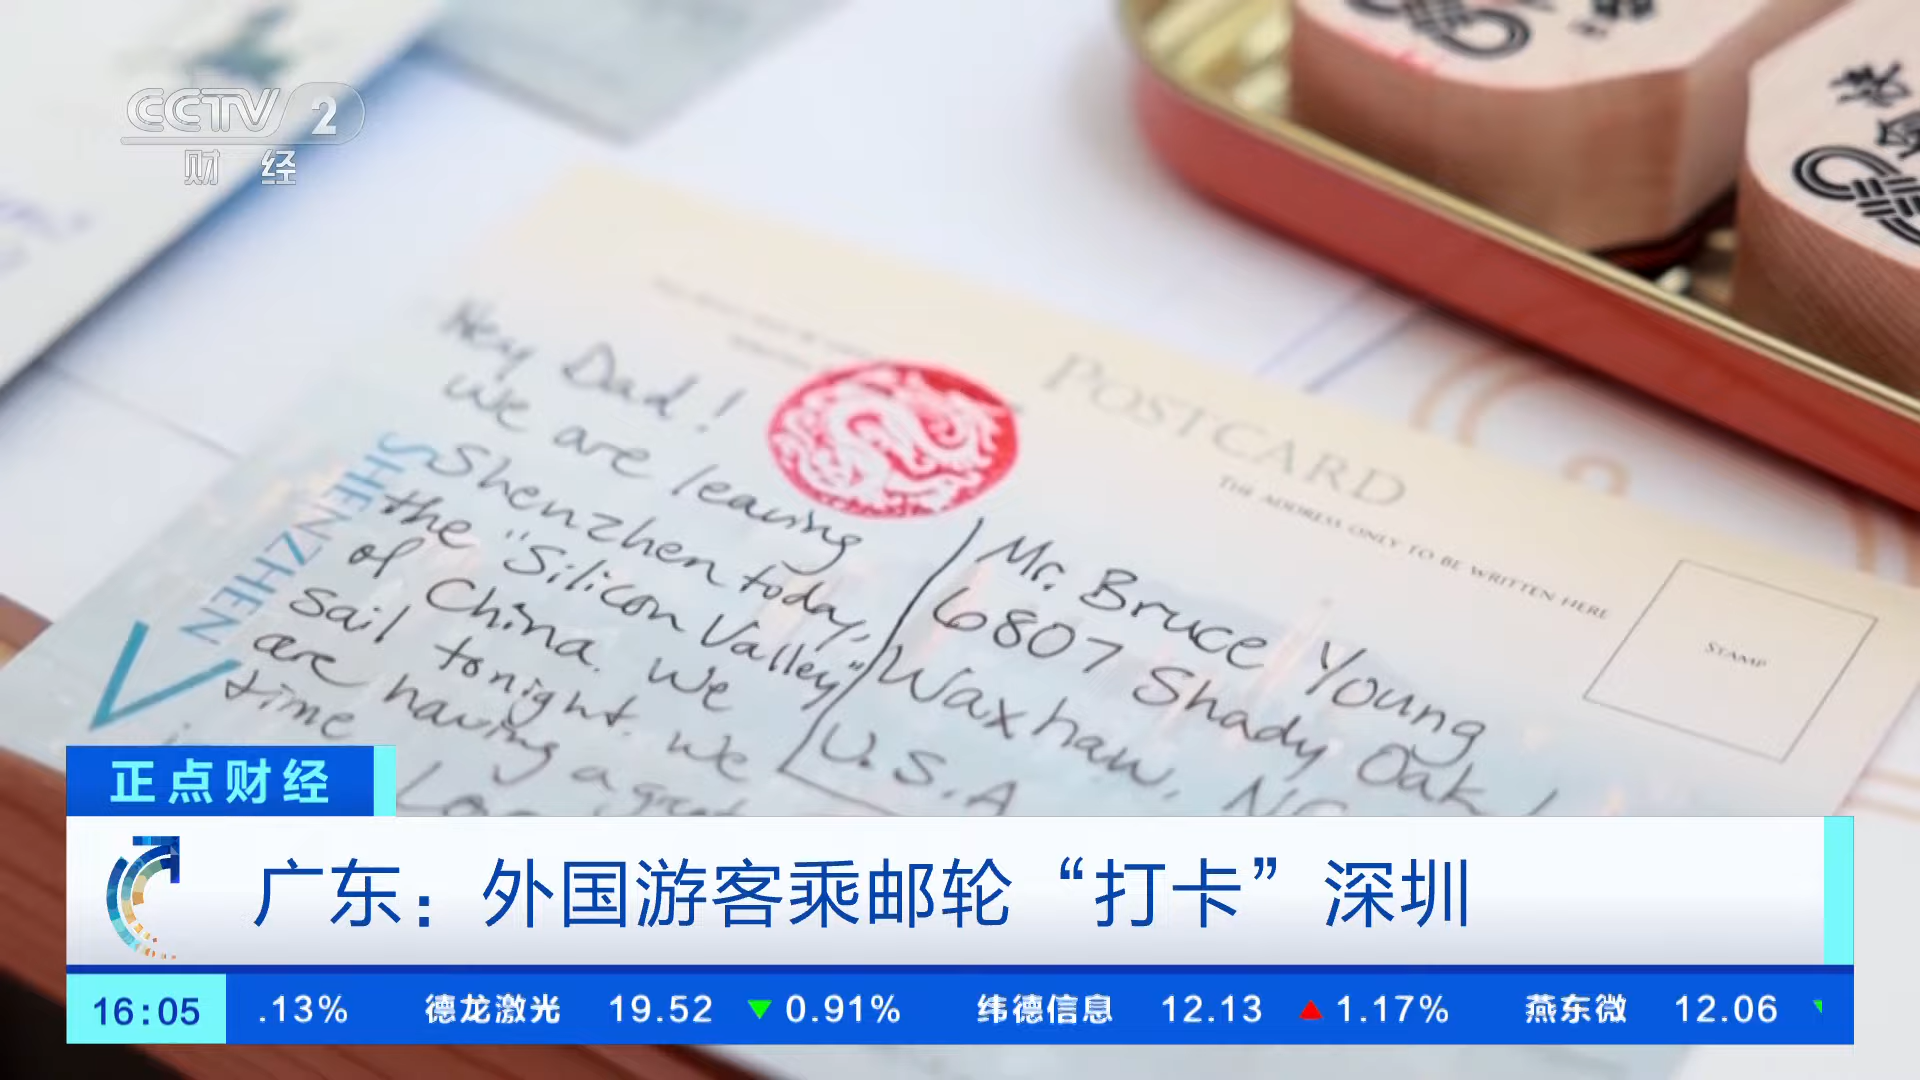 CCTV 2
财 经
POSTCARD
THE ADDRESS ONLY TO BE WRITTEN HERE
STAMP
SHENZHEN
Hey Dad!
We are leaving
Shenzhen today,
the "Silicon Valley"
of China. We
sail tonight. We
are having a great
time
Mr. Bruce Young
6807 Shady Oak
Waxhaw, NC
U.S.A
正点财经
广东：外国游客乘邮轮“打卡”深圳
16:05 .13% 德龙激光 19.52 ▼ 0.91% 纬德信息 12.13 ▲ 1.17% 燕东微 12.06